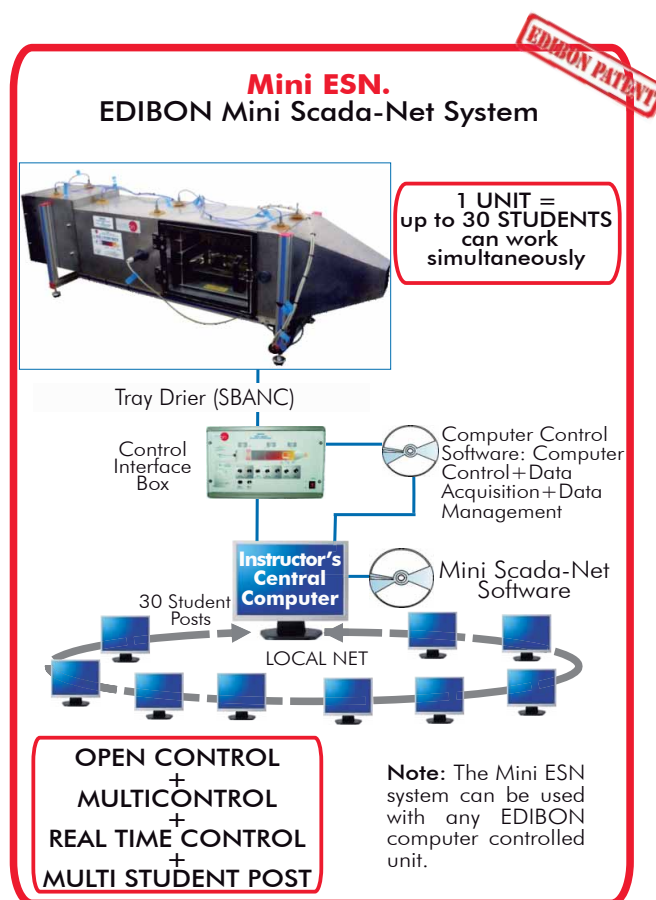 EDIBON PATENT
Mini ESN.
EDIBON Mini Scada-Net System
1 UNIT =
up to 30 STUDENTS
can work
simultaneously
Tray Drier (SBANC)
Control
Interface
Box
Computer Control
Software: Computer
Control+Data
Acquisition+Data
Management
Instructor's
Central
Computer
Mini Scada-Net
Software
30 Student
Posts
LOCAL NET
OPEN CONTROL
+
MULTICONTROL
+
REAL TIME CONTROL
+
MULTI STUDENT POST
Note: The Mini ESN
system can be used
with any EDIBON
computer controlled
unit.